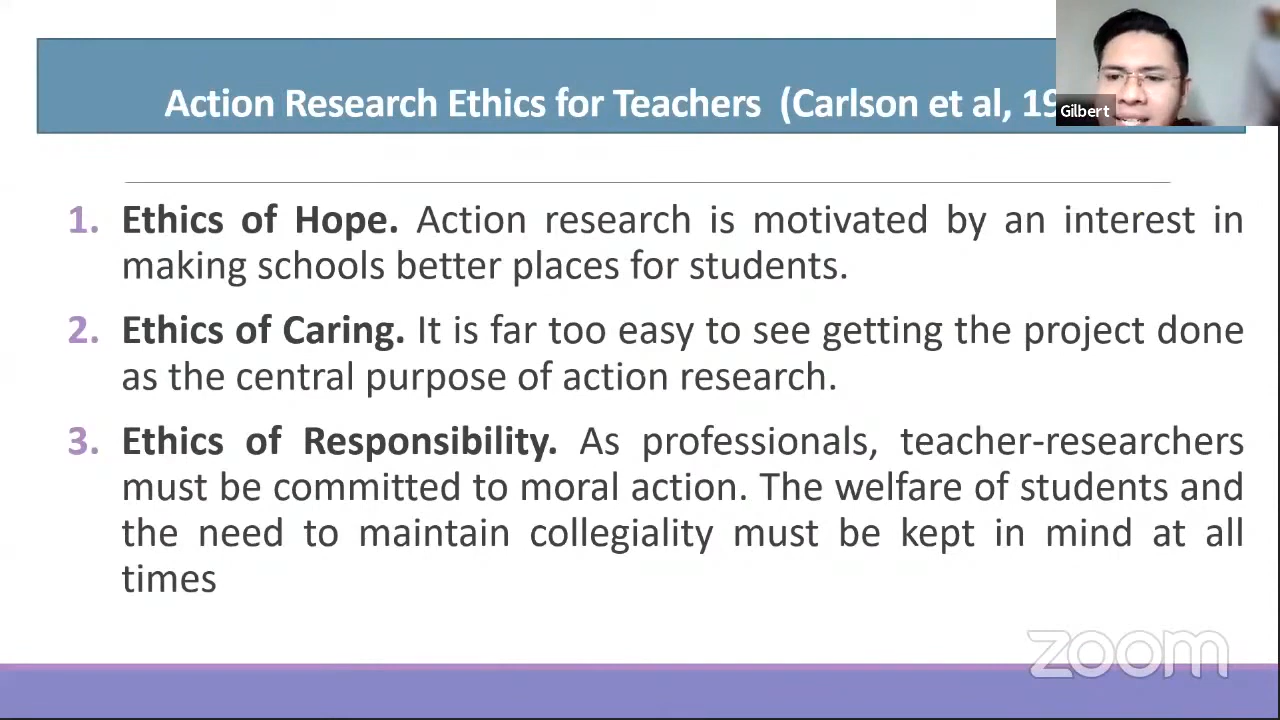 Action Research Ethics for Teachers (Carlson et al, 19
Gilbert
1. Ethics of Hope. Action research is motivated by an interest in
making schools better places for students.
2. Ethics of Caring. It is far too easy to see getting the project done
as the central purpose of action research.
3. Ethics of Responsibility. As professionals, teacher-researchers
must be committed to moral action. The welfare of students and
the need to maintain collegiality must be kept in mind at all
times
zoom